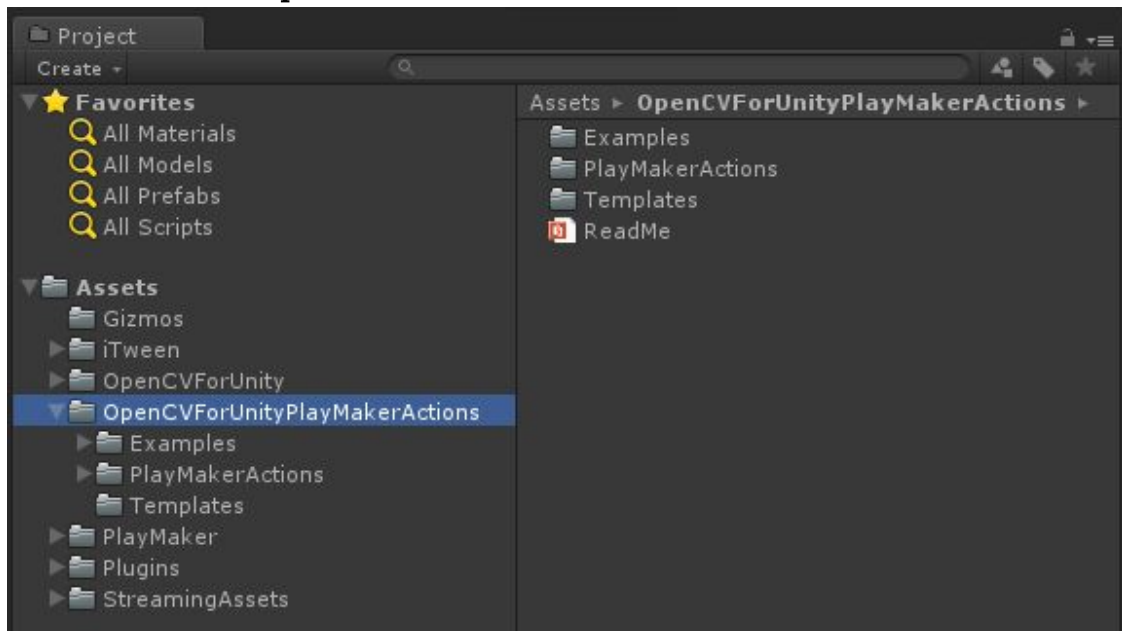 Project
Create
Favorites
All Materials
All Models
All Prefabs
All Scripts
Assets
Gizmos
iTween
OpenCVForUnity
OpenCVForUnityPlayMakerActions
Examples
PlayMakerActions
Templates
PlayMaker
Plugins
StreamingAssets
Assets ▸ OpenCVForUnityPlayMakerActions ▸
Examples
PlayMakerActions
Templates
ReadMe